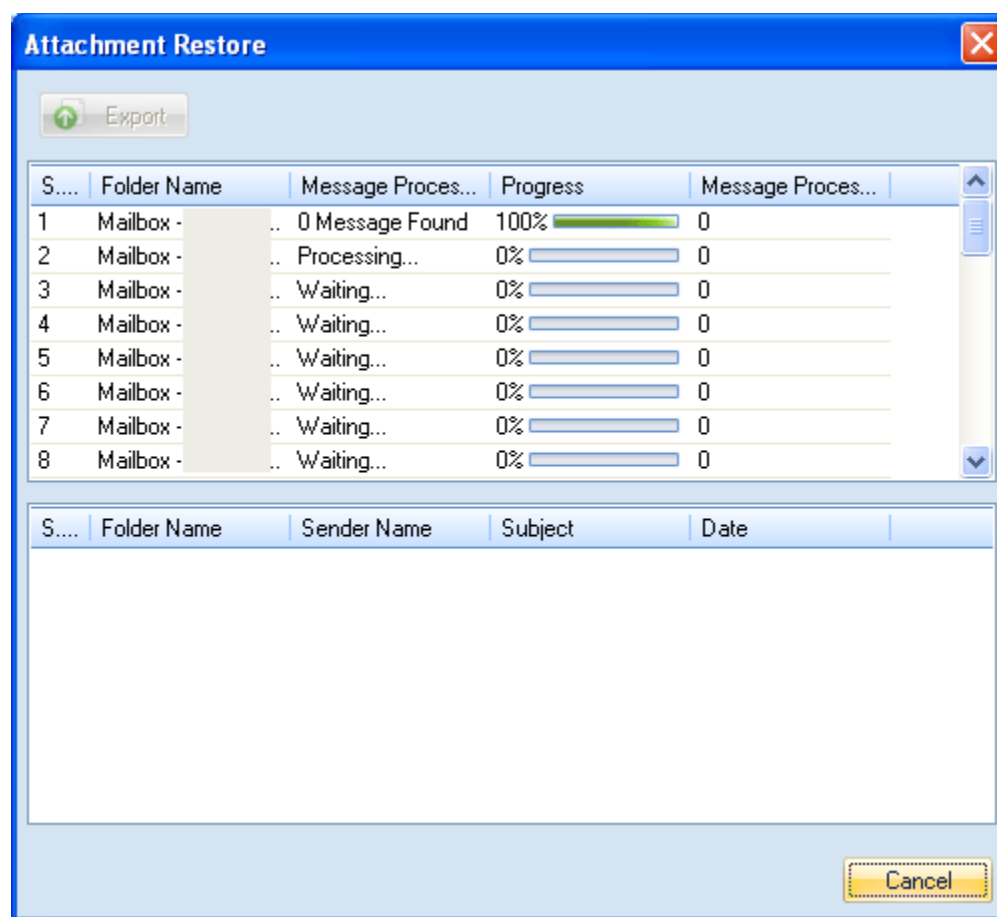 Attachment Restore
Export
S.... Folder Name Message Proces... Progress Message Proces...
1 Mailbox - .. 0 Message Found 100% 0
2 Mailbox - .. Processing... 0% 0
3 Mailbox - .. Waiting... 0% 0
4 Mailbox - .. Waiting... 0% 0
5 Mailbox - .. Waiting... 0% 0
6 Mailbox - .. Waiting... 0% 0
7 Mailbox - .. Waiting... 0% 0
8 Mailbox - .. Waiting... 0% 0
S.... Folder Name Sender Name Subject Date
Cancel